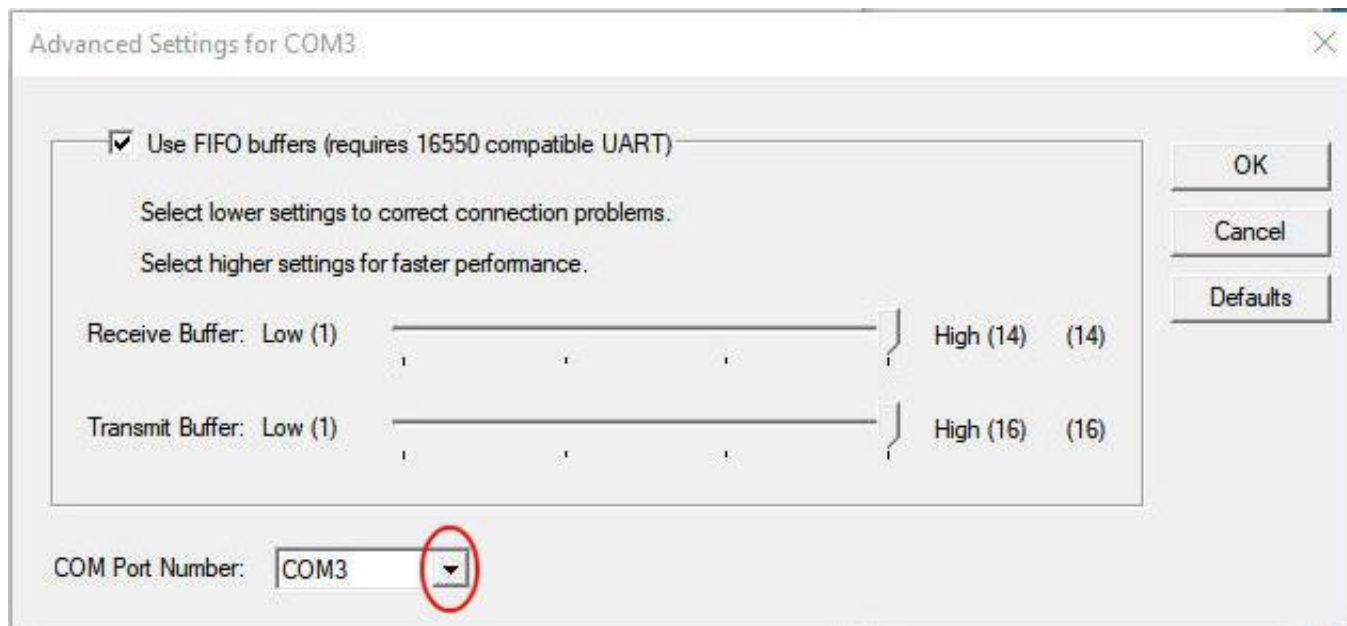 Advanced Settings for COM3
Use FIFO buffers (requires 16550 compatible UART)
OK
Select lower settings to correct connection problems.
Cancel
Select higher settings for faster performance.
Defaults
Receive Buffer: Low (1) High (14) (14)
Transmit Buffer: Low (1) High (16) (16)
COM Port Number: COM3